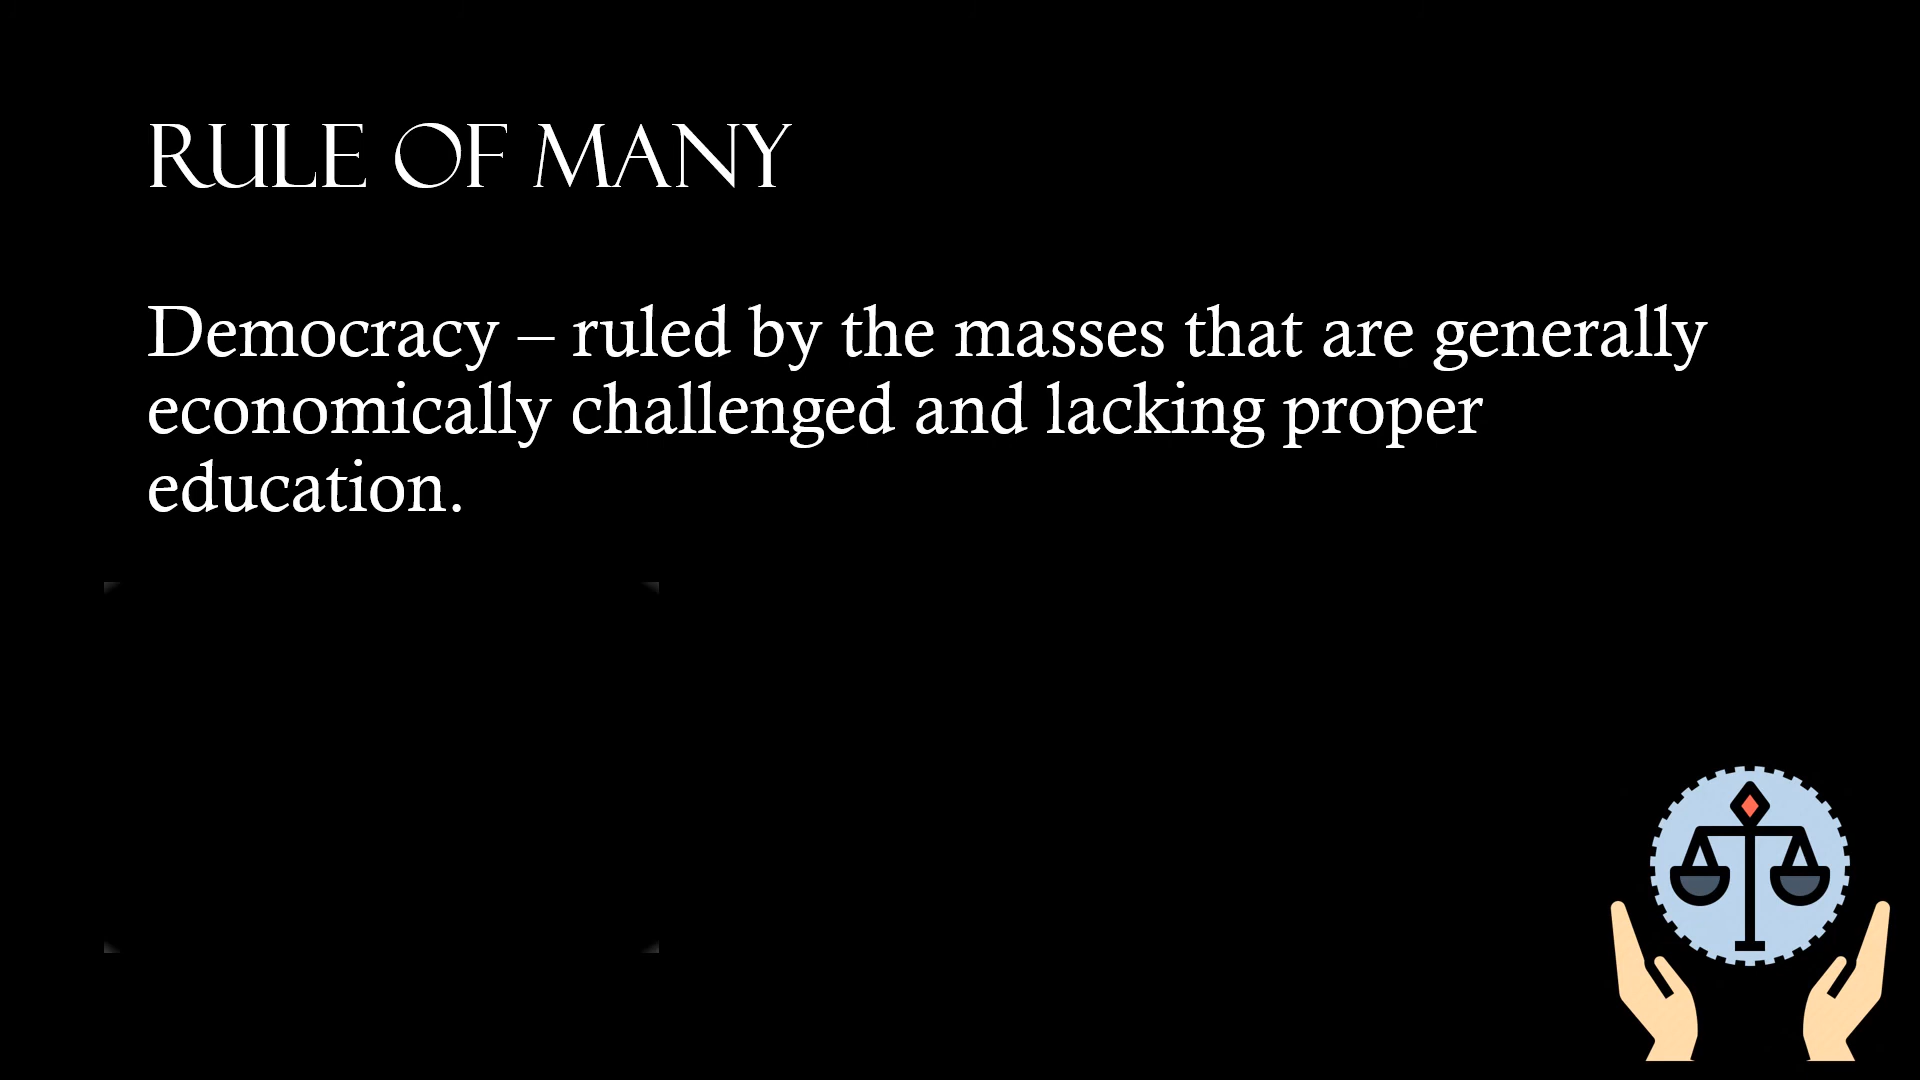 RULE OF MANY
Democracy – ruled by the masses that are generally
economically challenged and lacking proper
education.